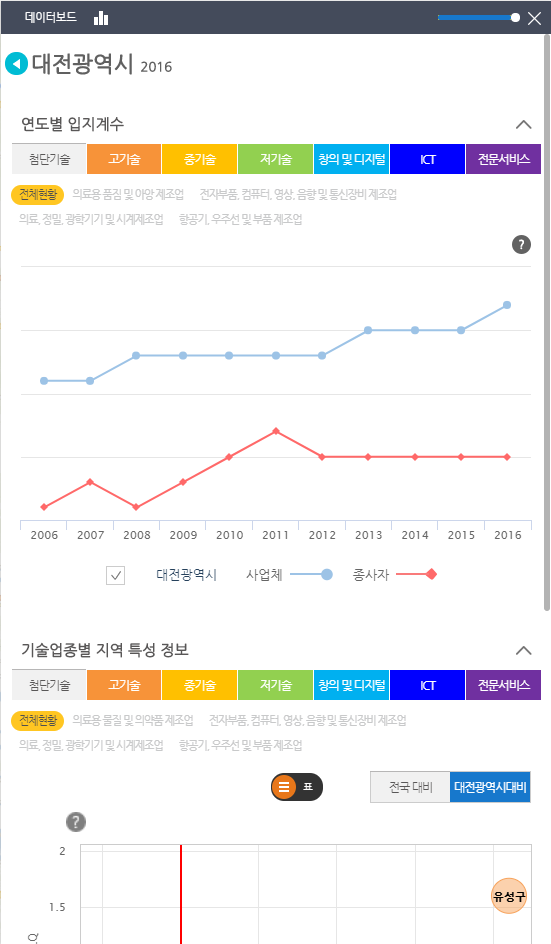 데이터보드
대전광역시 2016
연도별 입지계수
첨단기술 고기술 중기술 저기술 창의 및 디지털 ICT 전문서비스
전체현황 의료용 품짐 및 아양 제조업 전자부품, 컴퓨터, 영상, 음향 및 통신장비 제조업
의료, 정밀, 광학기기 및 시계제조업 항공기, 우주선 및 부품 제조업
?
2006 2007 2008 2009 2010 2011 2012 2013 2014 2015 2016
대전광역시 사업체 종사자
기술업종별 지역 특성 정보
첨단기술 고기술 중기술 저기술 창의 및 디지털 ICT 전문서비스
전체현황 의료용 물질 및 의약품 제조업 전자부품, 컴퓨터, 영상, 음향 및 통신장비 제조업
의료, 정밀, 광학기기 및 시계제조업 항공기, 우주선 및 부품 제조업
표 전국 대비 대전광역시대비
?
2
1.5
유성구